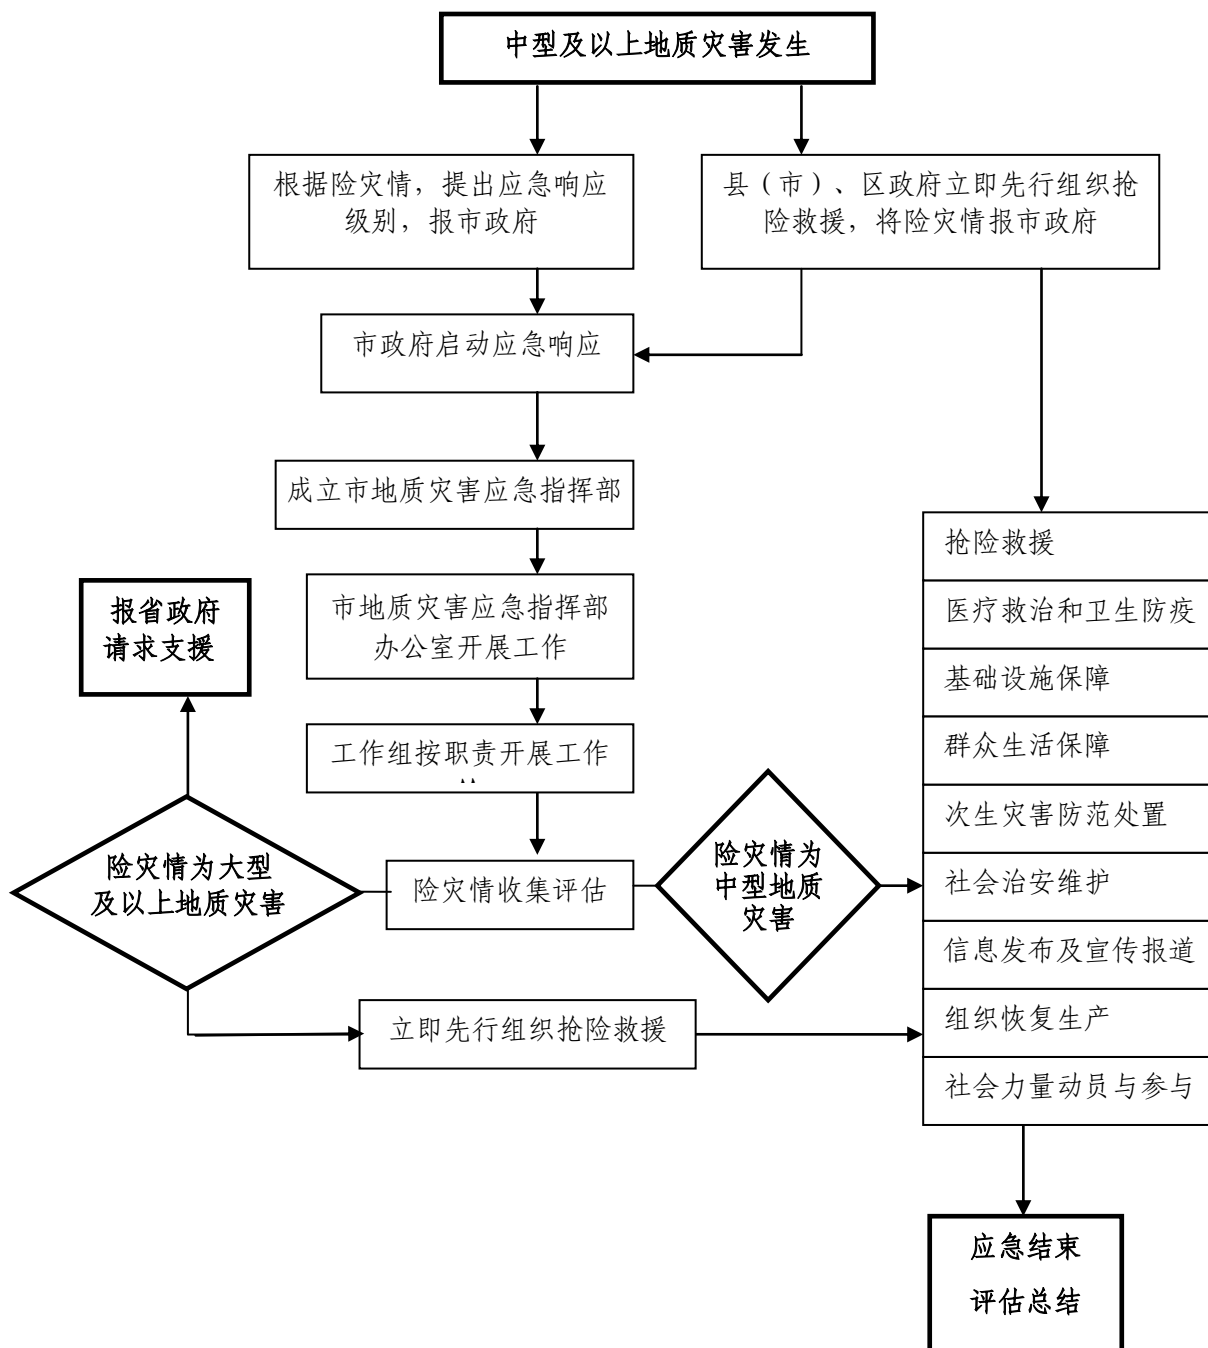 中型及以上地质灾害发生
根据险灾情，提出应急响应
级别，报市政府
县（市）、区政府立即先行组织抢
险救援，将险灾情报市政府
市政府启动应急响应
成立市地质灾害应急指挥部
市地质灾害应急指挥部
办公室开展工作
工作组按职责开展工作
报省政府
请求支援
险灾情为大型
及以上地质灾害
险灾情收集评估
险灾情为
中型地质
灾害
立即先行组织抢险救援
抢险救援
医疗救治和卫生防疫
基础设施保障
群众生活保障
次生灾害防范处置
社会治安维护
信息发布及宣传报道
组织恢复生产
社会力量动员与参与
应急结束
评估总结